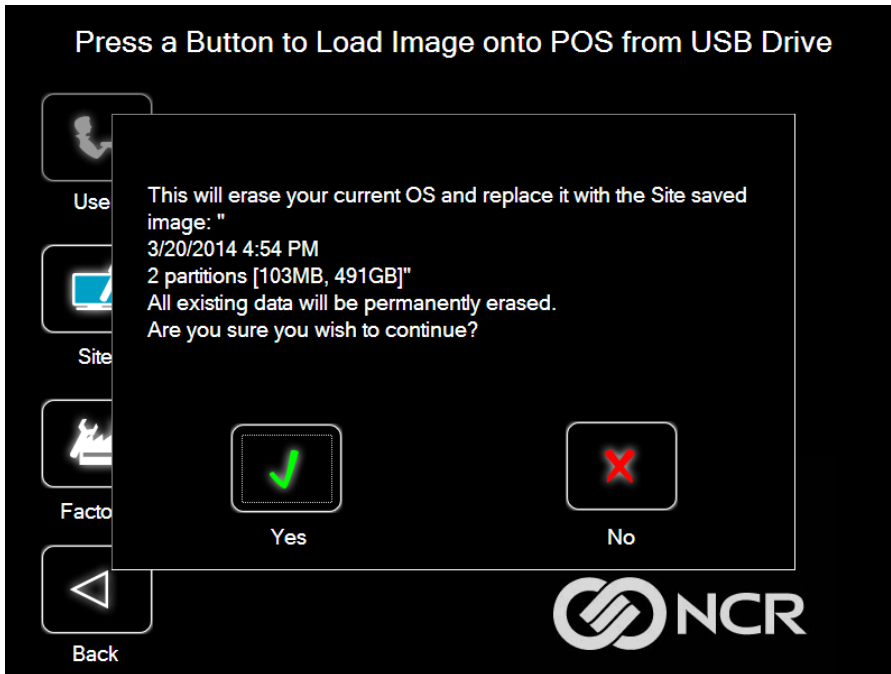 Press a Button to Load Image onto POS from USB Drive
Use
This will erase your current OS and replace it with the Site saved
image: "
3/20/2014 4:54 PM
2 partitions [103MB, 491GB]"
All existing data will be permanently erased.
Are you sure you wish to continue?
Site
Facto
Yes
No
Back
NCR